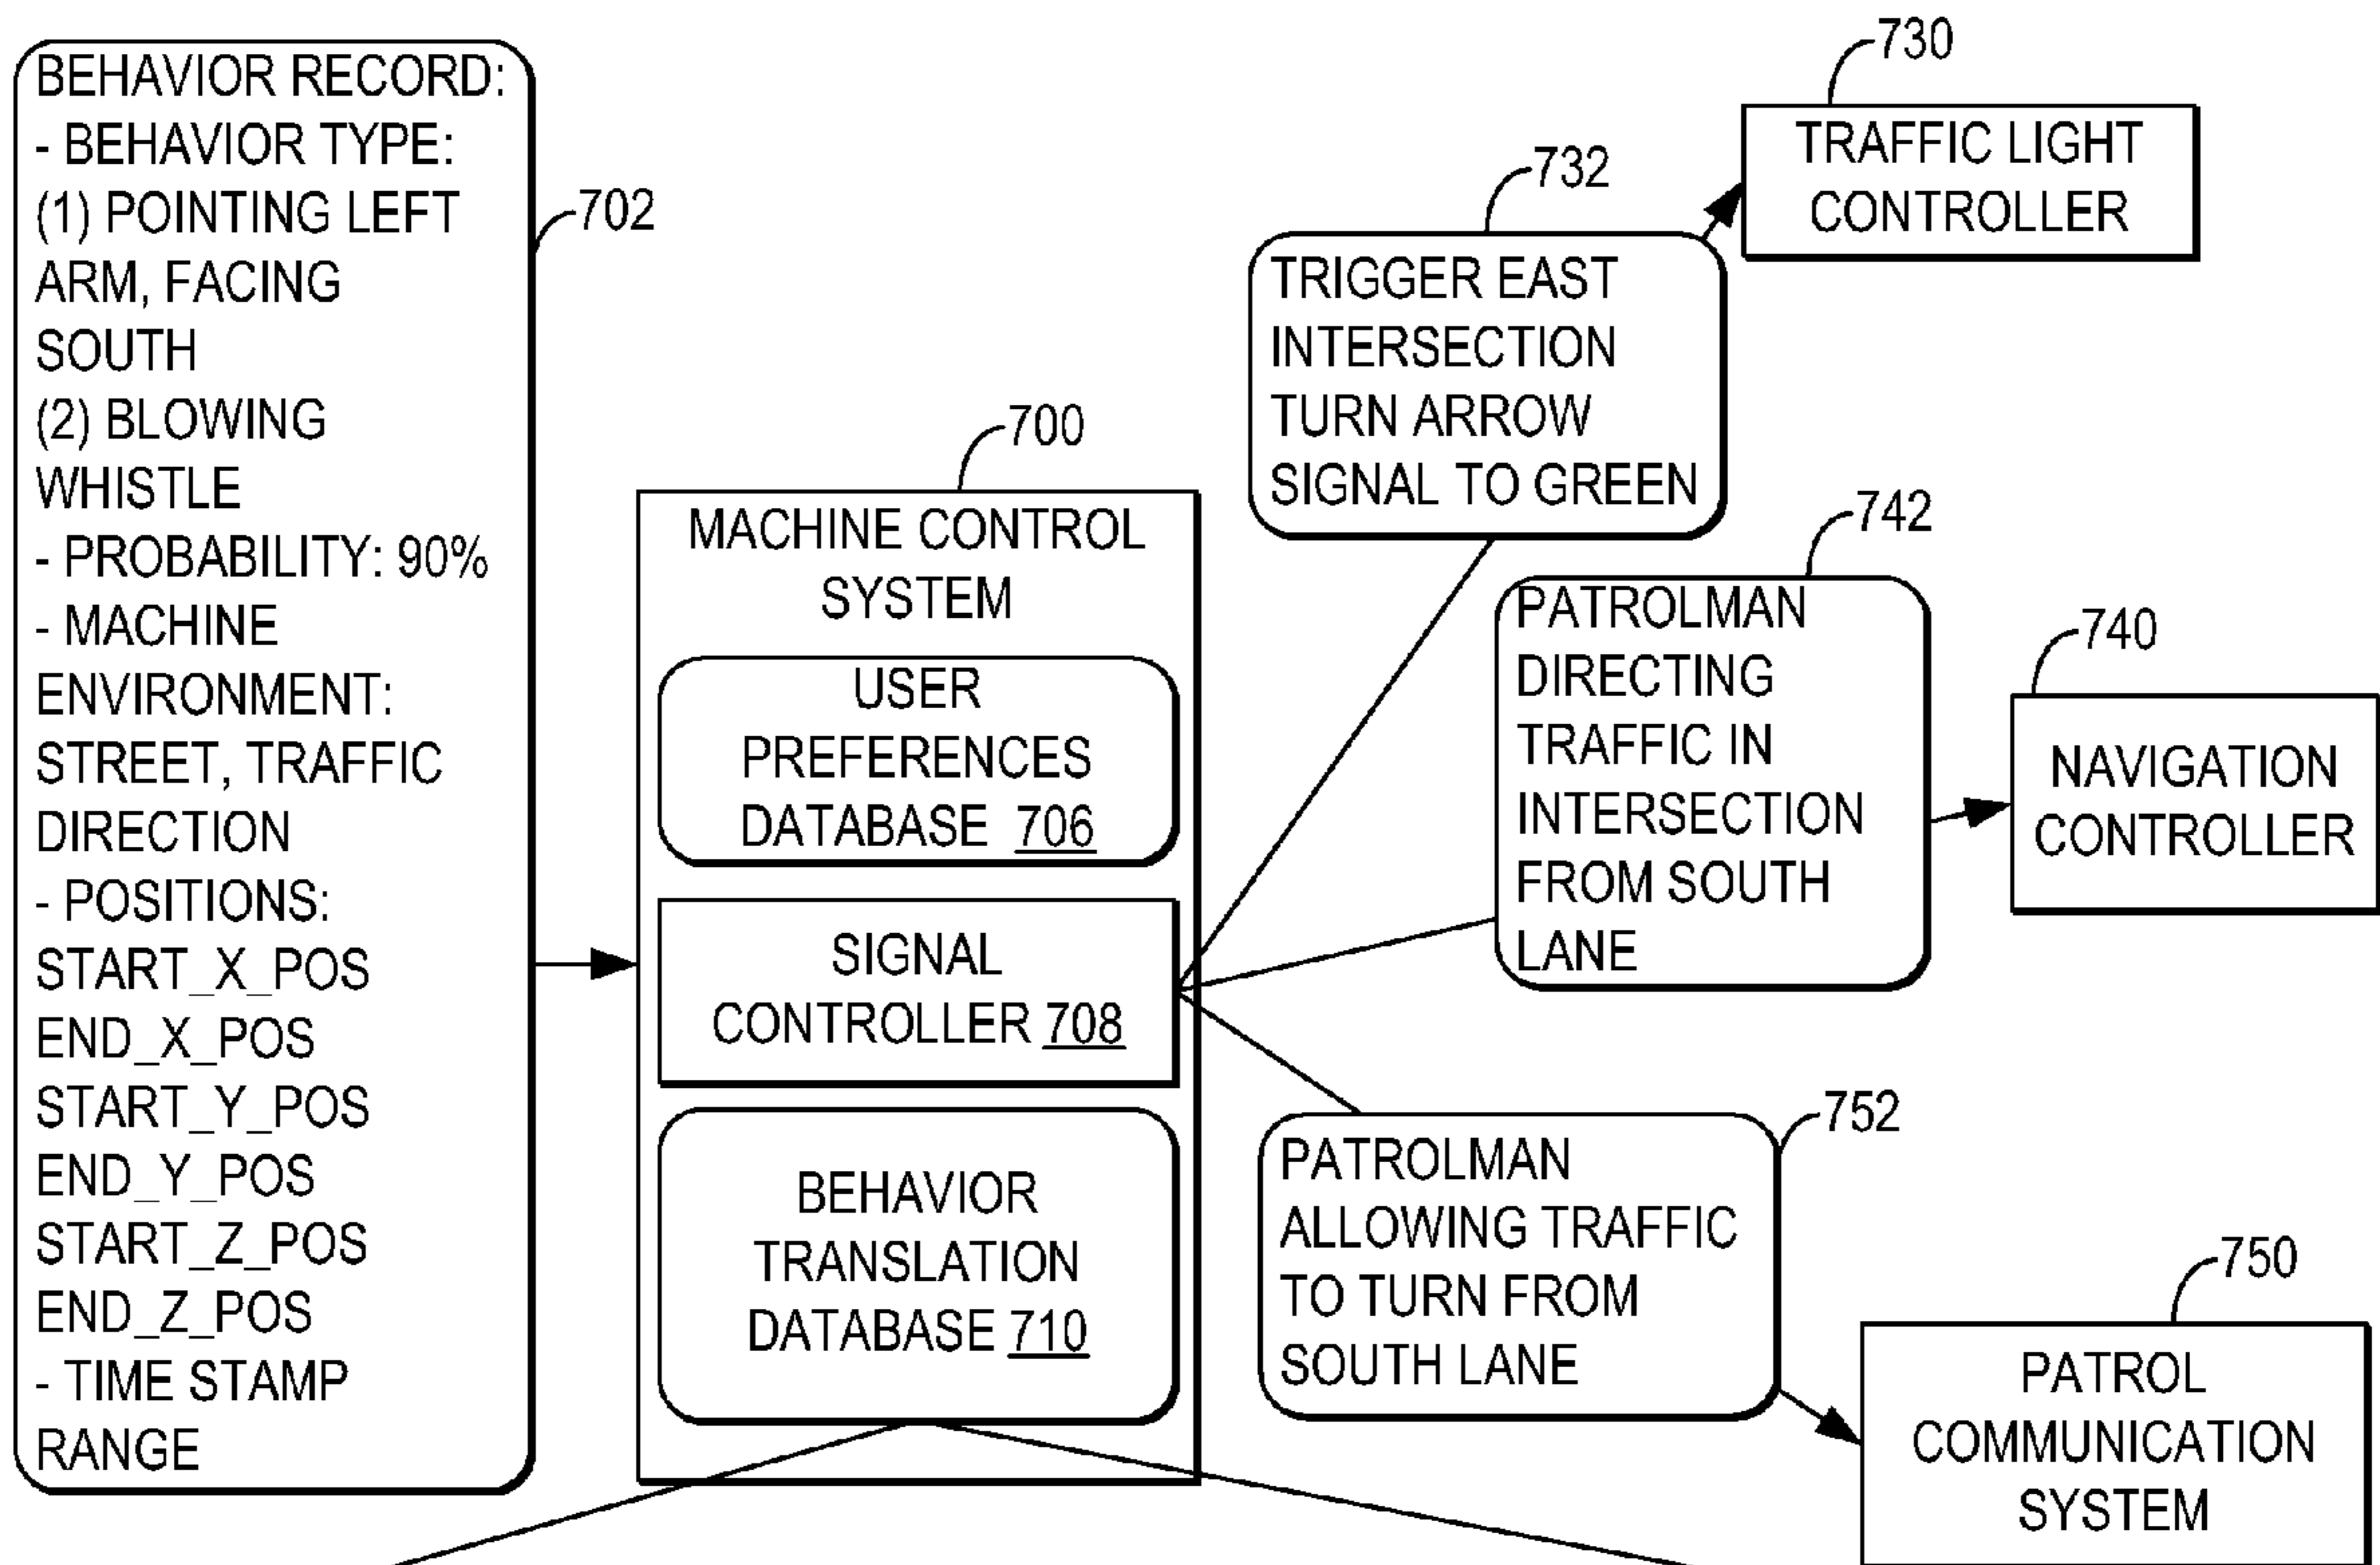 BEHAVIOR RECORD:
- BEHAVIOR TYPE:
(1) POINTING LEFT
ARM, FACING
SOUTH
(2) BLOWING
WHISTLE
- PROBABILITY: 90%
- MACHINE
ENVIRONMENT:
STREET, TRAFFIC
DIRECTION
- POSITIONS:
START_X_POS
END_X_POS
START_Y_POS
END_Y_POS
START_Z_POS
END_Z_POS
- TIME STAMP
RANGE
702
700
MACHINE CONTROL
SYSTEM
USER
PREFERENCES
DATABASE 706
SIGNAL
CONTROLLER 708
BEHAVIOR
TRANSLATION
DATABASE 710
732
TRIGGER EAST
INTERSECTION
TURN ARROW
SIGNAL TO GREEN
730
TRAFFIC LIGHT
CONTROLLER
742
PATROLMAN
DIRECTING
TRAFFIC IN
INTERSECTION
FROM SOUTH
LANE
740
NAVIGATION
CONTROLLER
752
PATROLMAN
ALLOWING TRAFFIC
TO TURN FROM
SOUTH LANE
750
PATROL
COMMUNICATION
SYSTEM